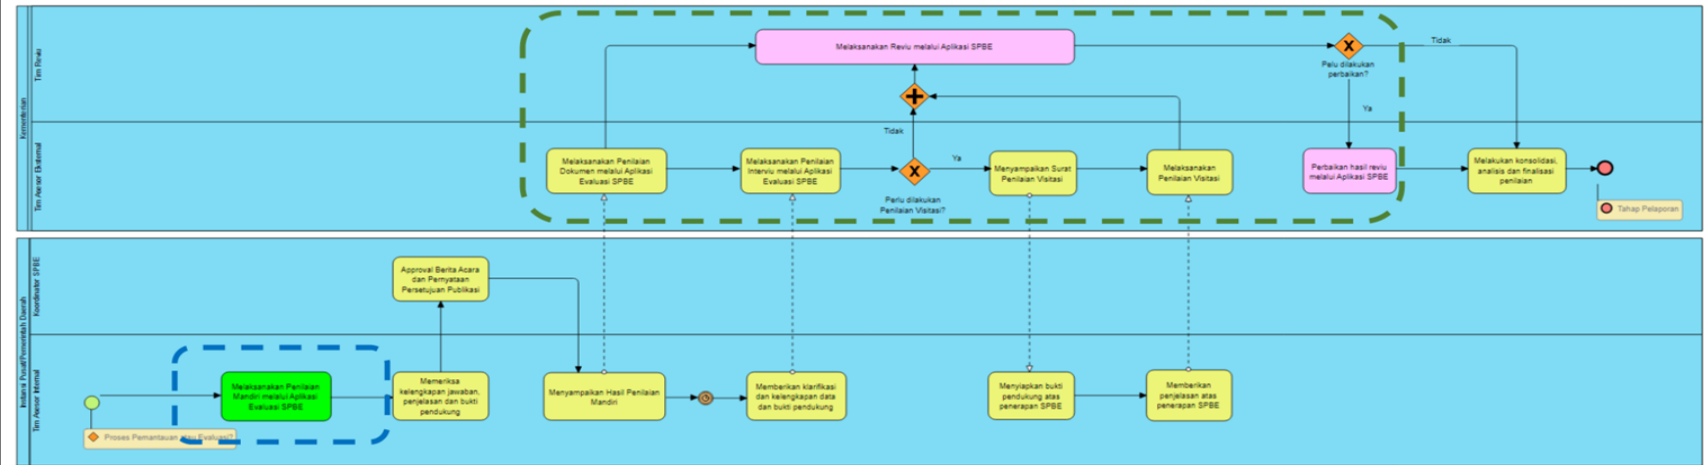 Kementerian
Tim Reviu
Melaksanakan Reviu melalui Aplikasi SPBE
Pelu dilakukan
perbaikan?
Tidak
Ya
Tim Asesor Eksternal
Melaksanakan Penilaian
Dokumen melalui Aplikasi
Evaluasi SPBE
Melaksanakan Penilaian
Interviu melalui Aplikasi
Evaluasi SPBE
Tidak
Perlu dilakukan
Penilaian Visitasi?
Ya
Menyampaikan Surat
Penilaian Visitasi
Melaksanakan
Penilaian Visitasi
Perbaikan hasil reviu
melalui Aplikasi SPBE
Melakukan konsolidasi,
analisis dan finalisasi
penilaian
Tahap Pelaporan
Instansi Pusat/Pemerintah Daerah
Koordinator SPBE
Approval Berita Acara
dan Pernyataan
Persetujuan Publikasi
Tim Asesor Internal
Proses Pemantauan atau Evaluasi?
Melaksanakan Penilaian
Mandiri melalui Aplikasi
Evaluasi SPBE
Memeriksa
kelengkapan jawaban,
penjelasan dan bukti
pendukung
Menyampaikan Hasil Penilaian
Mandiri
Memberikan klarifikasi
dan kelengkapan data
dan bukti pendukung
Menyiapkan bukti
pendukung atas
penerapan SPBE
Memberikan
penjelasan atas
penerapan SPBE